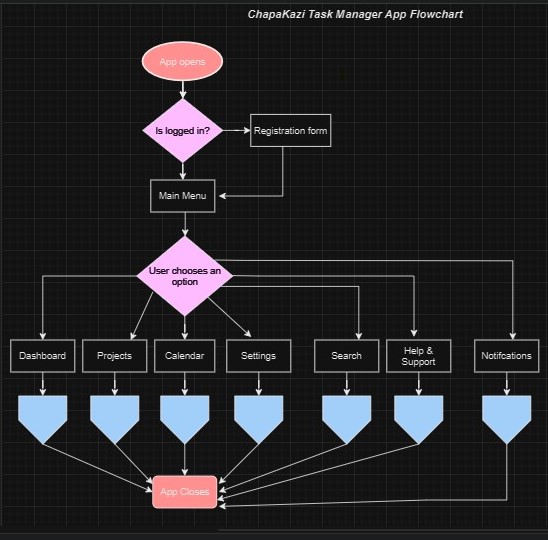 ChapaKazi Task Manager App Flowchart
App opens
Is logged in?
Registration form
Main Menu
User chooses an
option
Dashboard
Projects
Calendar
Settings
Search
Help &
Support
Notifcations
App Closes